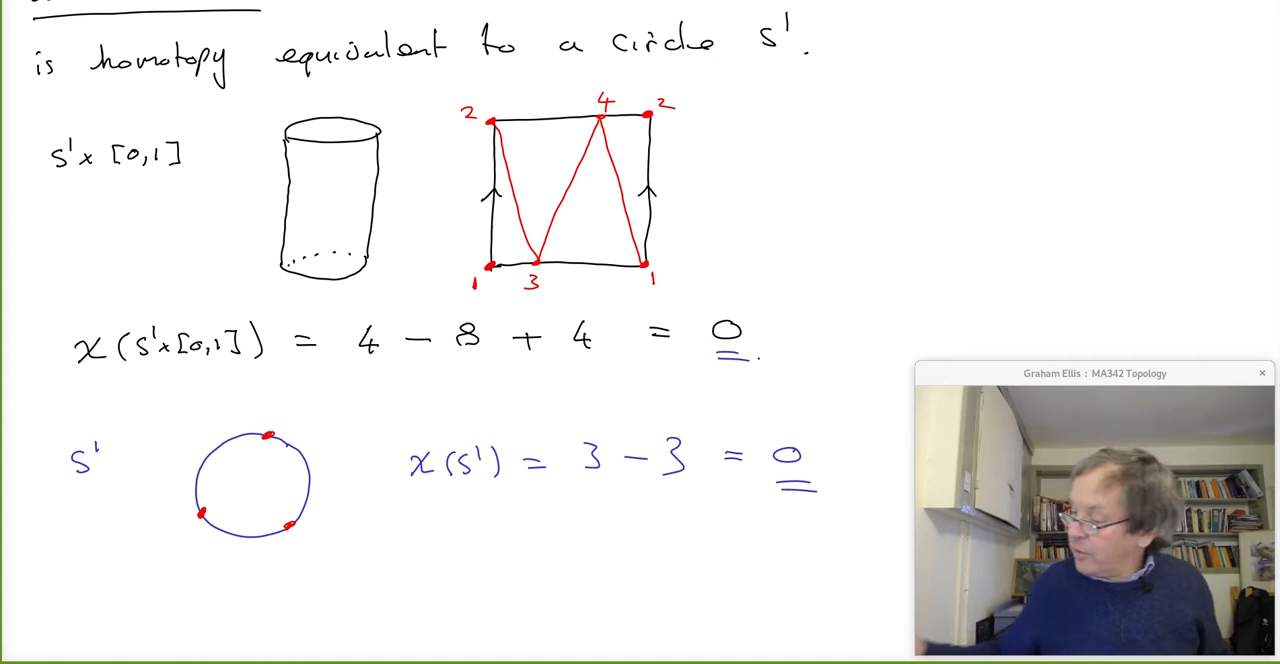 is homotopy equivalent to a circle S¹.
2 4 2
S¹ × [0,1]
1 3 1
χ(S¹×[0,1]) = 4 − 8 + 4 = 0.
Graham Ellis : MA342 Topology ×
S¹ χ(S¹) = 3 − 3 = 0